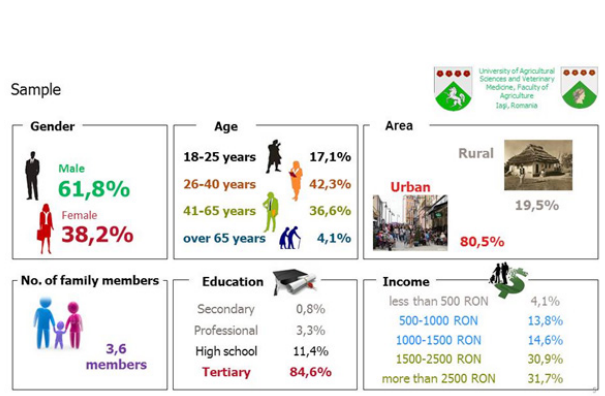 University of Agricultural
Sciences and Veterinary
Medicine, Faculty of
Agriculture
Iași, Romania
Sample
Gender
Male
61,8%
Female
38,2%
Age
18-25 years 17,1%
26-40 years 42,3%
41-65 years 36,6%
over 65 years 4,1%
Area
Rural
19,5%
Urban
80,5%
No. of family members
3,6
members
Education
Secondary 0,8%
Professional 3,3%
High school 11,4%
Tertiary 84,6%
Income
less than 500 RON 4,1%
500-1000 RON 13,8%
1000-1500 RON 14,6%
1500-2500 RON 30,9%
more than 2500 RON 31,7%